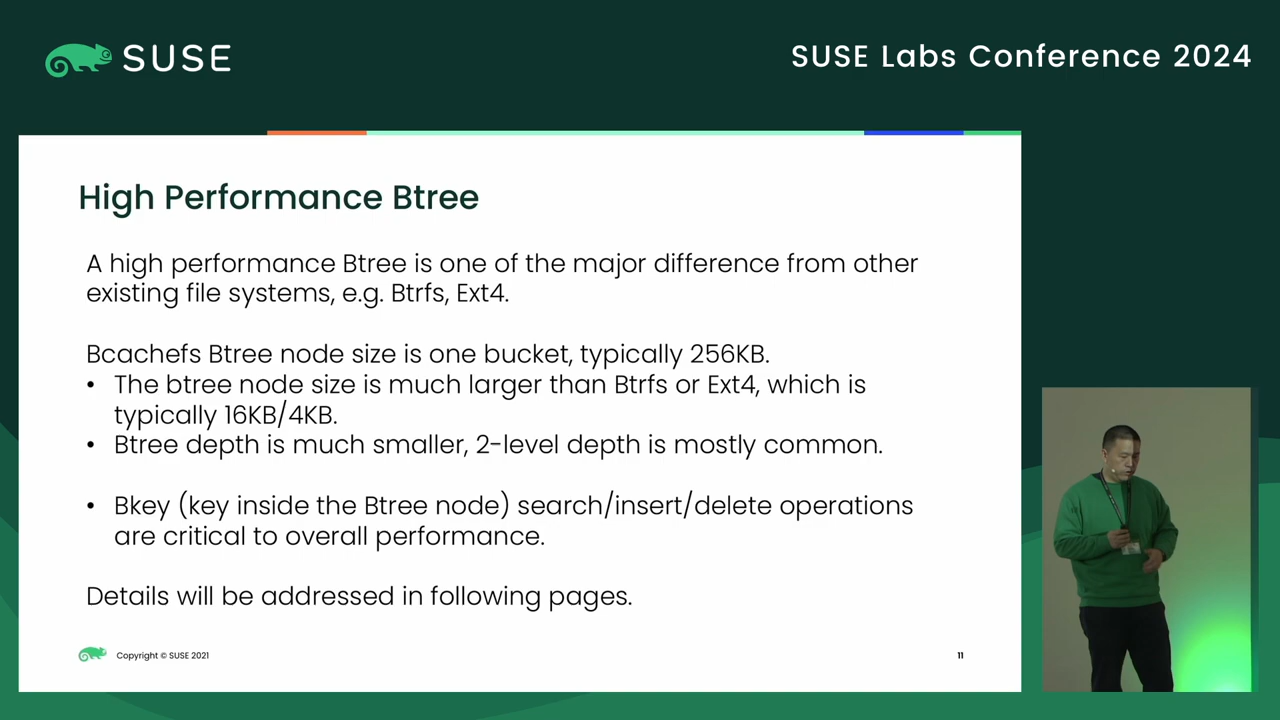 SUSE
SUSE Labs Conference 2024
High Performance Btree
A high performance Btree is one of the major difference from other
existing file systems, e.g. Btrfs, Ext4.
Bcachefs Btree node size is one bucket, typically 256KB.
• The btree node size is much larger than Btrfs or Ext4, which is
typically 16KB/4KB.
• Btree depth is much smaller, 2-level depth is mostly common.
• Bkey (key inside the Btree node) search/insert/delete operations
are critical to overall performance.
Details will be addressed in following pages.
Copyright © SUSE 2021
11